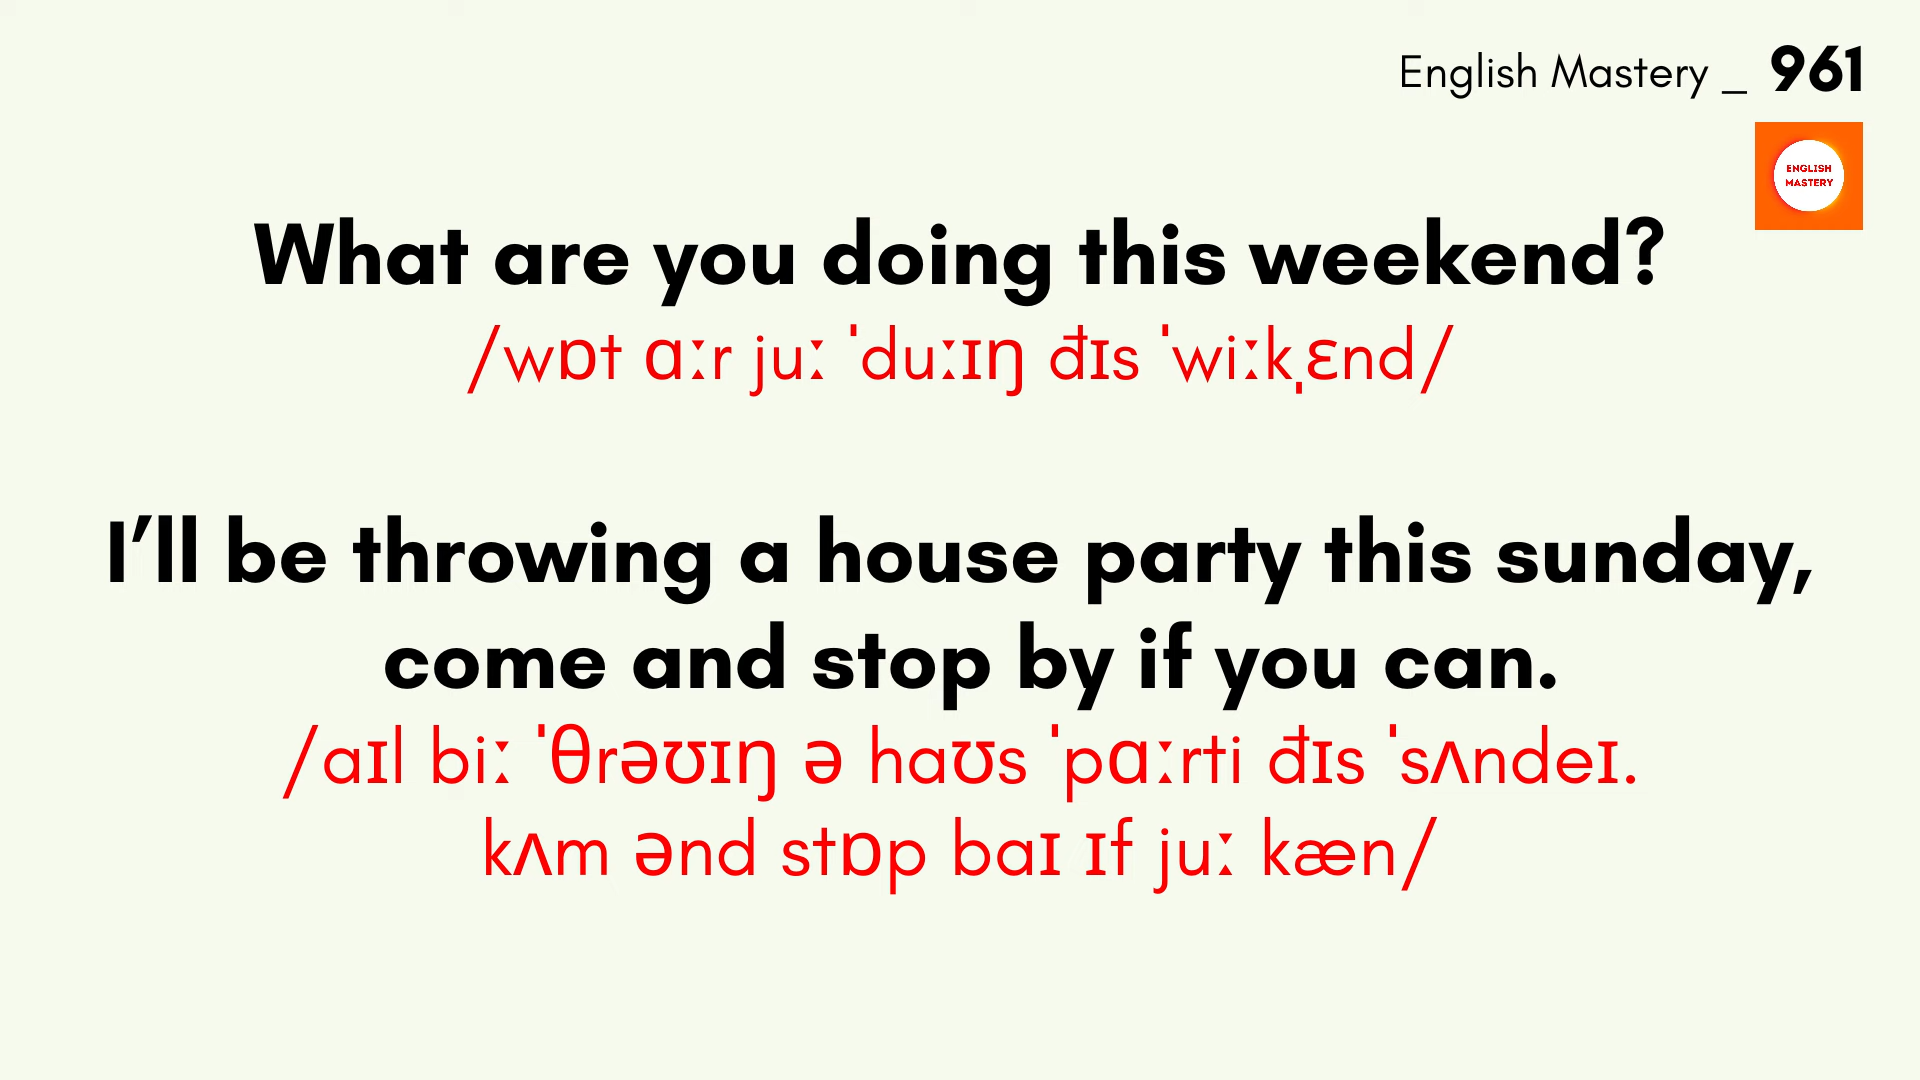 English Mastery _ 961
ENGLISH
MASTERY
What are you doing this weekend?
/wɒt ɑːr juː ˈduːɪŋ đɪs ˈwiːkˌɛnd/
I’ll be throwing a house party this sunday,
come and stop by if you can.
/aɪl biː ˈθrəʊɪŋ ə haʊs ˈpɑːrti đɪs ˈsʌndeɪ.
kʌm ənd stɒp baɪ ɪf juː kæn/